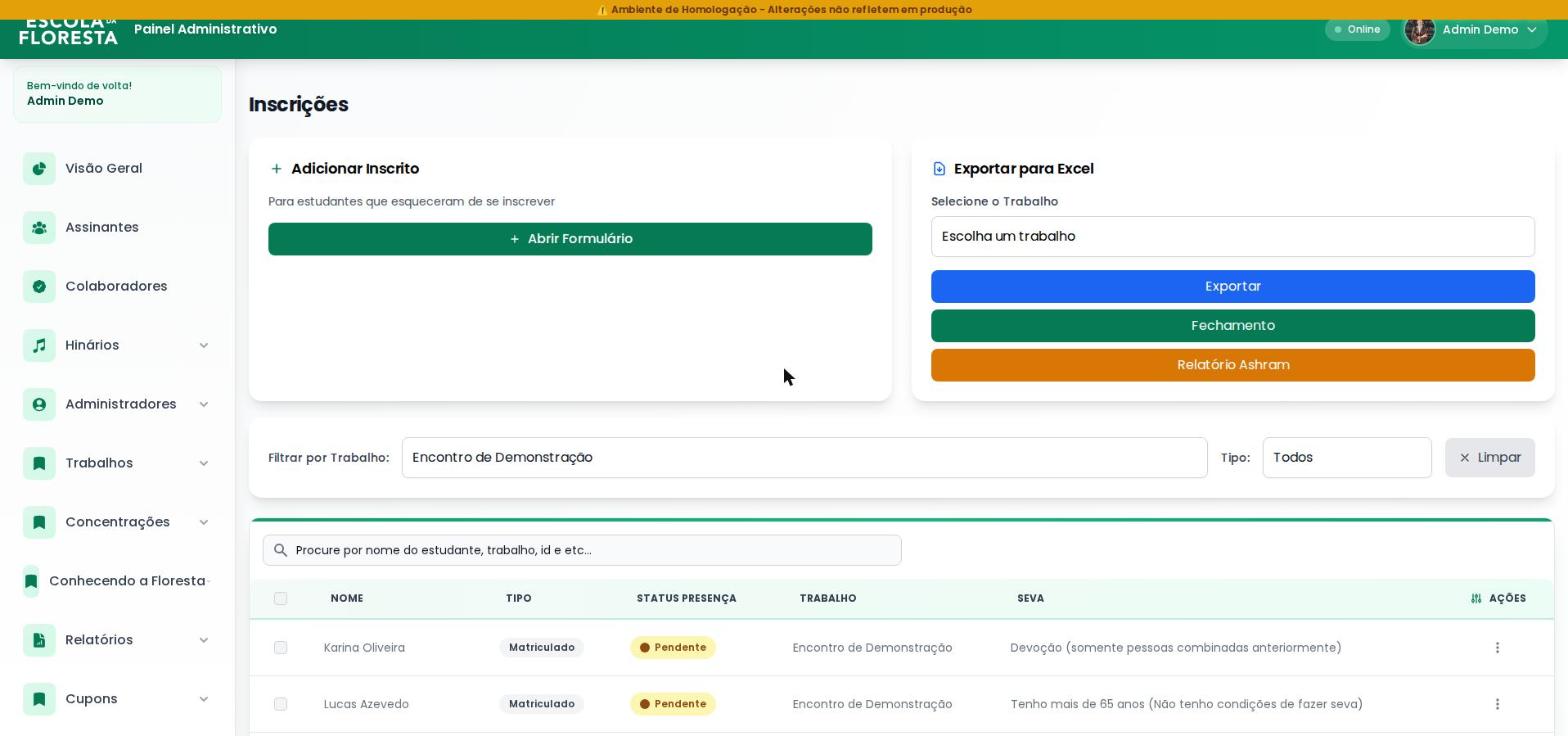 ⚠️ Ambiente de Homologação - Alterações não refletem em produção
ESCOLA DA
FLORESTA
Painel Administrativo
Online
Admin Demo
Bem-vindo de volta!
Admin Demo
Visão Geral
Assinantes
Colaboradores
Hinários
Administradores
Trabalhos
Concentrações
Conhecendo a Floresta
Relatórios
Cupons
Inscrições
Adicionar Inscrito
Para estudantes que esqueceram de se inscrever
+ Abrir Formulário
Exportar para Excel
Selecione o Trabalho
Escolha um trabalho
Exportar
Fechamento
Relatório Ashram
Filtrar por Trabalho: Encontro de Demonstração Tipo: Todos Limpar
Procure por nome do estudante, trabalho, id e etc...
NOME TIPO STATUS PRESENÇA TRABALHO SEVA AÇÕES
Karina Oliveira Matriculado Pendente Encontro de Demonstração Devoção (somente pessoas combinadas anteriormente)
Lucas Azevedo Matriculado Pendente Encontro de Demonstração Tenho mais de 65 anos (Não tenho condições de fazer seva)